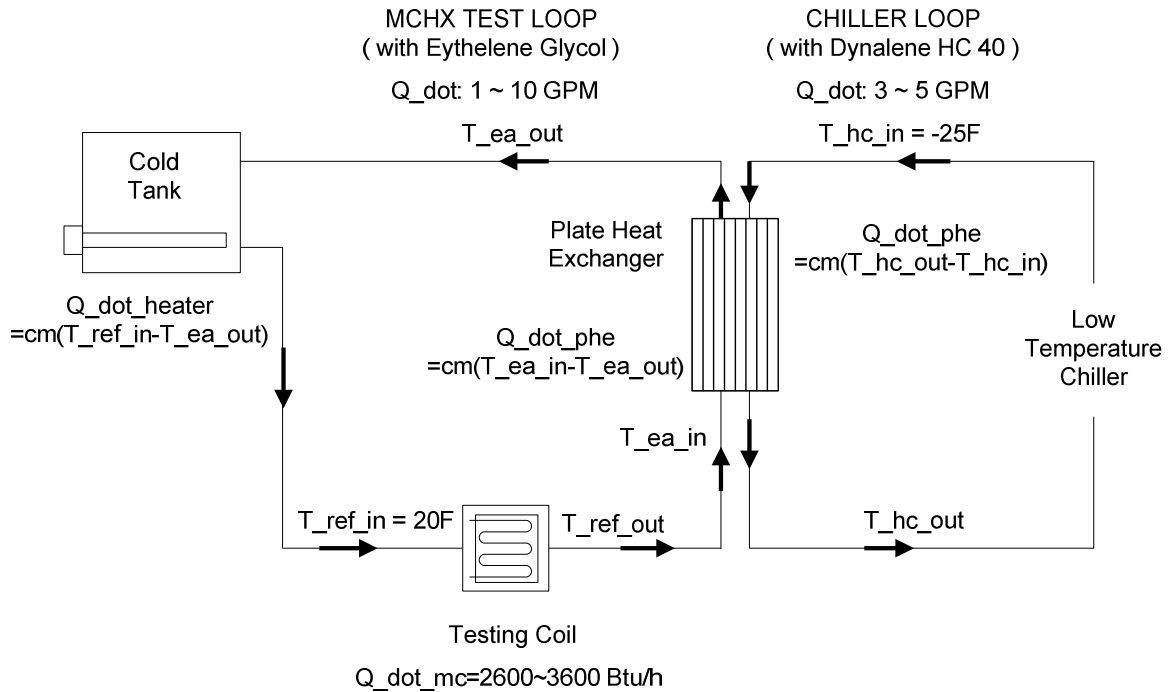 MCHX TEST LOOP
( with Eythelene Glycol )
Q_dot: 1 ~ 10 GPM
CHILLER LOOP
( with Dynalene HC 40 )
Q_dot: 3 ~ 5 GPM
T_ea_out
T_hc_in = -25F
Cold
Tank
Plate Heat
Exchanger
Q_dot_phe
=cm(T_hc_out-T_hc_in)
Q_dot_heater
=cm(T_ref_in-T_ea_out)
Q_dot_phe
=cm(T_ea_in-T_ea_out)
Low
Temperature
Chiller
T_ea_in
T_ref_in = 20F
T_ref_out
T_hc_out
Testing Coil
Q_dot_mc=2600~3600 Btu/h